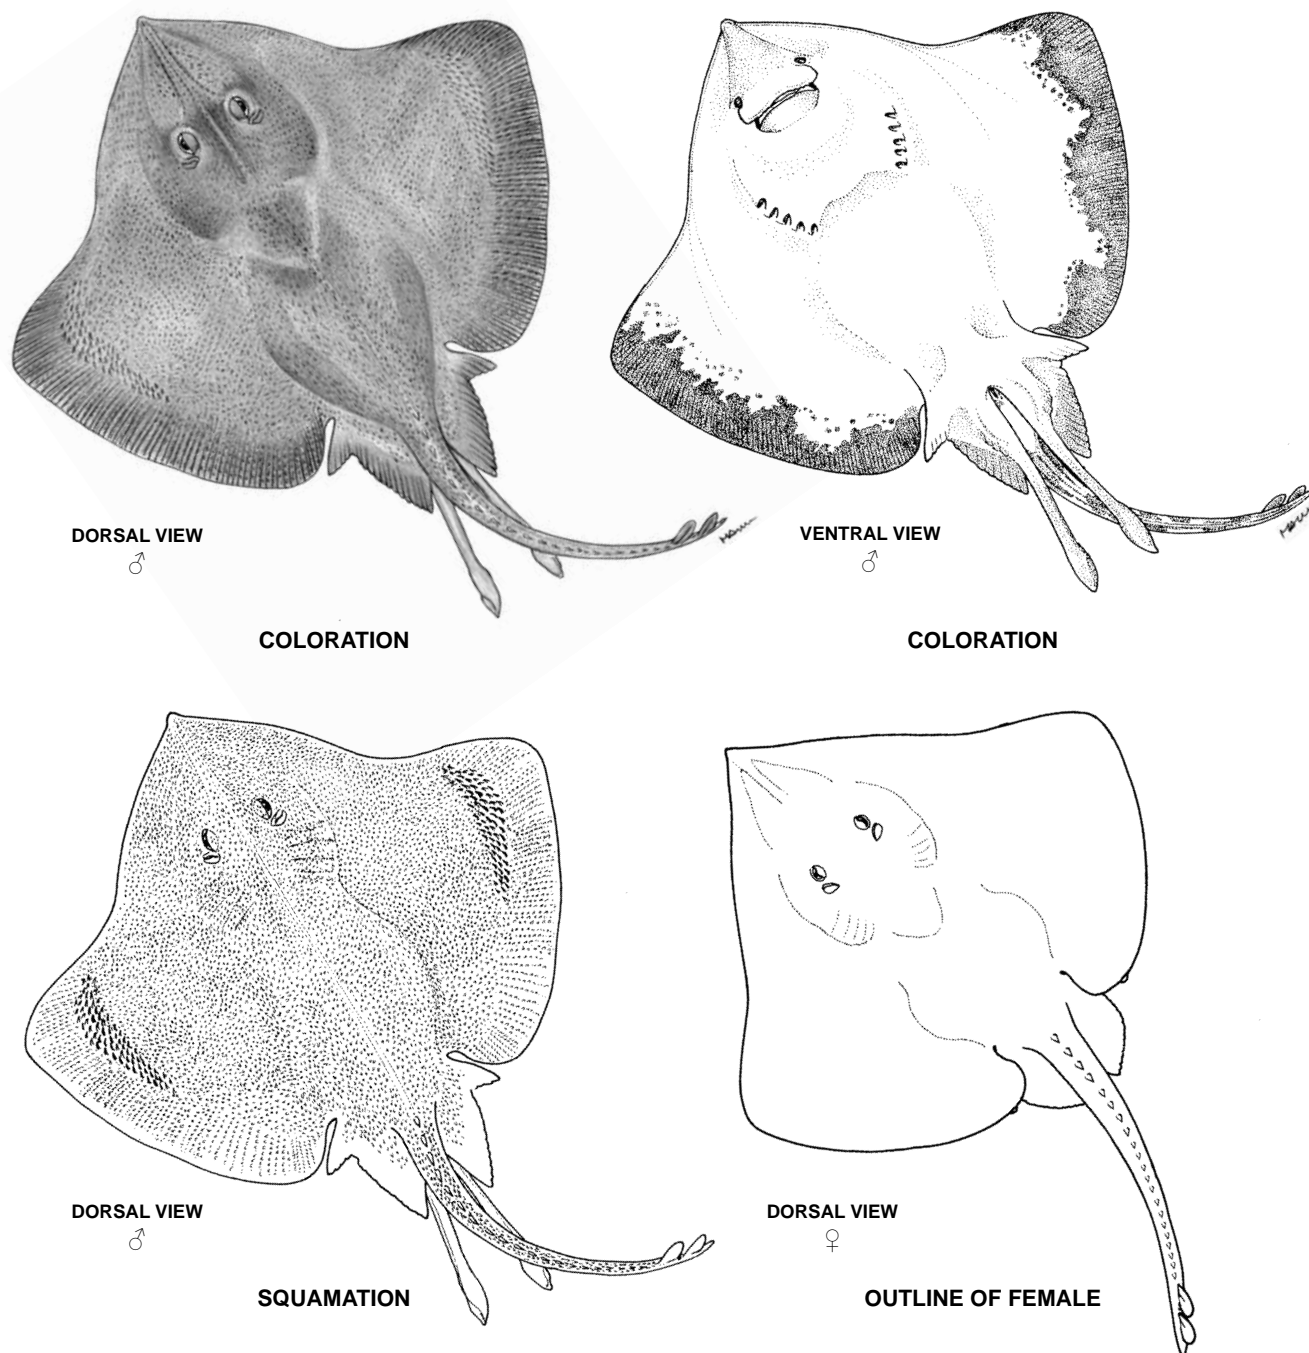 DORSAL VIEW
♂
COLORATION
VENTRAL VIEW
♂
COLORATION
DORSAL VIEW
♂
SQUAMATION
DORSAL VIEW
♀
OUTLINE OF FEMALE